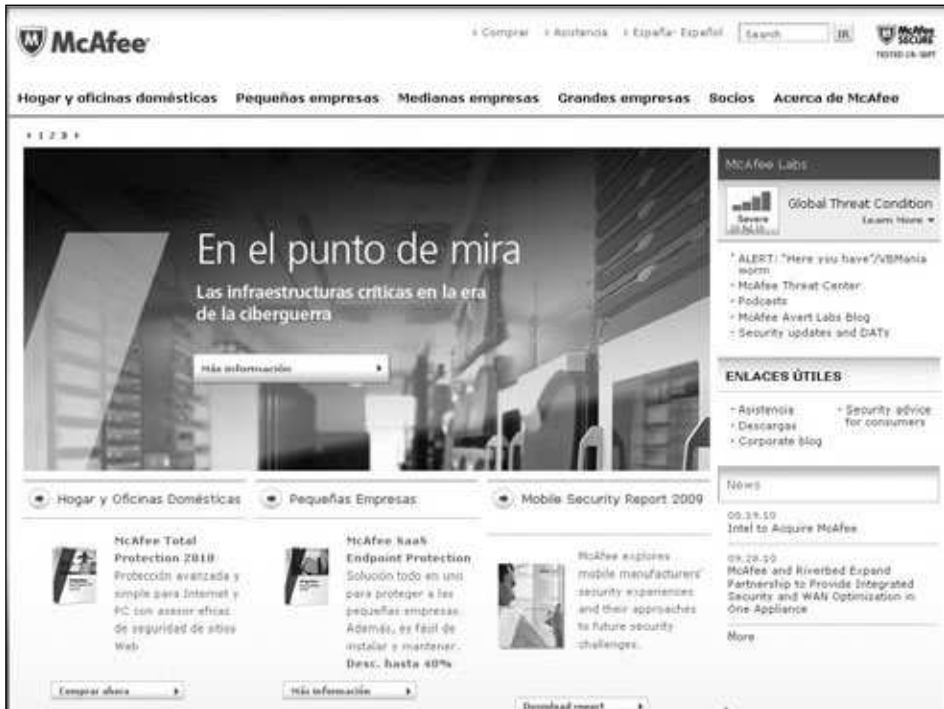 McAfee
Comprar Asistencia España- Español Search IR
McAfee SECURE
Hogar y oficinas domésticas Pequeñas empresas Medianas empresas Grandes empresas Socios Acerca de McAfee
1 2 3
En el punto de mira
Las infraestructuras críticas en la era
de la ciberguerra
Más información
McAfee Labs
Global Threat Condition
Severe
Learn More
ALERT: "Here you have"/VBMania
worm
McAfee Threat Center
Podcasts
McAfee Avert Labs Blog
Security updates and DATs
ENLACES ÚTILES
Asistencia
Descargas
Corporate blog
Security advice
for consumers
News
Intel to Acquire McAfee
McAfee and Riverbed Expand
Partnership to Provide Integrated
Security and WAN Optimization in
One Appliance
More
Hogar y Oficinas Domésticas
McAfee Total
Protection 2010
Protección avanzada y
simple para Internet y
PC con asesor eficaz
de seguridad de sitios
Web
Comprar ahora
Pequeñas Empresas
McAfee SaaS
Endpoint Protection
Solución todo en uno
para proteger a las
pequeñas empresas.
Además, es fácil de
instalar y mantener.
Desc. hasta 40%
Más información
Mobile Security Report 2009
McAfee explores
mobile manufacturers'
security experiences
and their approaches
to future security
challenges.
Download report